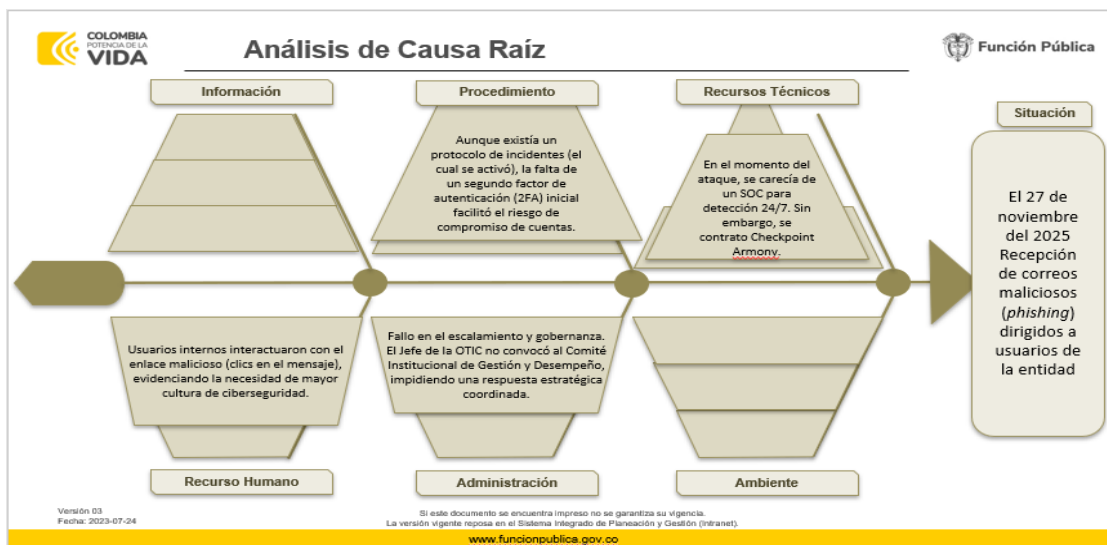 COLOMBIA
POTENCIA DE LA
VIDA
Análisis de Causa Raíz
Función Pública
Información
Procedimiento
Recursos Técnicos
Situación
Aunque existía un
protocolo de incidentes (el
cual se activó), la falta de
un segundo factor de
autenticación (2FA) inicial
facilitó el riesgo de
compromiso de cuentas.
En el momento del
ataque, se carecía de
un SOC para
detección 24/7. Sin
embargo, se
contrato Checkpoint
Armony.
El 27 de
noviembre
del 2025
Recepción
de correos
maliciosos
(phishing)
dirigidos a
usuarios de
la entidad
Usuarios internos interactuaron con el
enlace malicioso (clics en el mensaje),
evidenciando la necesidad de mayor
cultura de ciberseguridad.
Fallo en el escalamiento y gobernanza.
El Jefe de la OTIC no convocó al Comité
Institucional de Gestión y Desempeño,
impidiendo una respuesta estratégica
coordinada.
Recurso Humano
Administración
Ambiente
Versión 03
Fecha: 2023-07-24
Si este documento se encuentra impreso no se garantiza su vigencia.
La versión vigente reposa en el Sistema Integrado de Planeación y Gestión (Intranet).
www.funcionpublica.gov.co